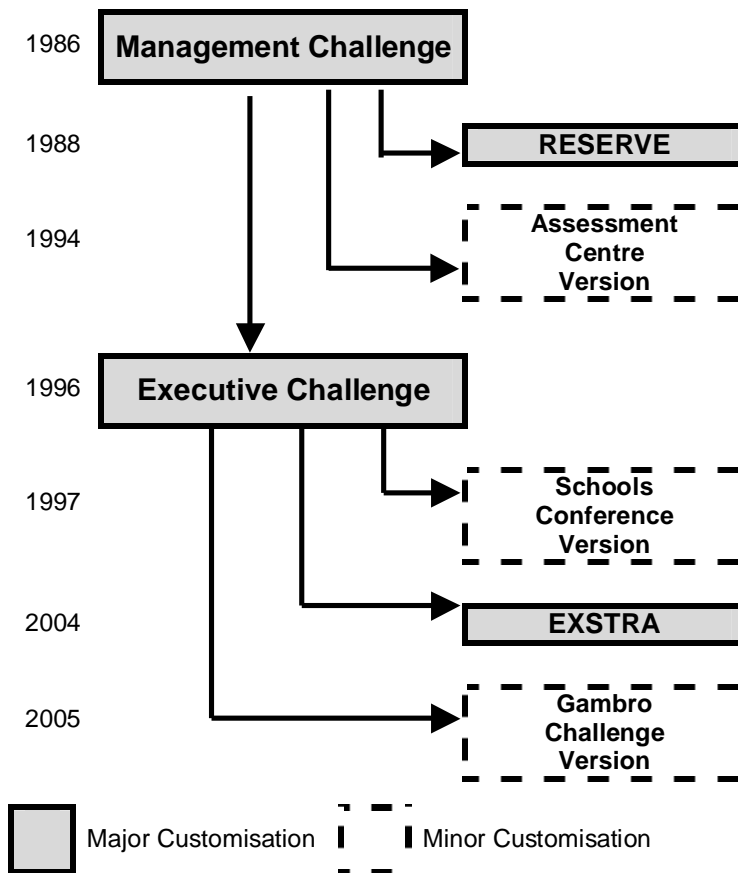 1986
Management Challenge
1988
RESERVE
1994
Assessment
Centre
Version
1996
Executive Challenge
1997
Schools
Conference
Version
2004
EXSTRA
2005
Gambro
Challenge
Version
Major Customisation
Minor Customisation